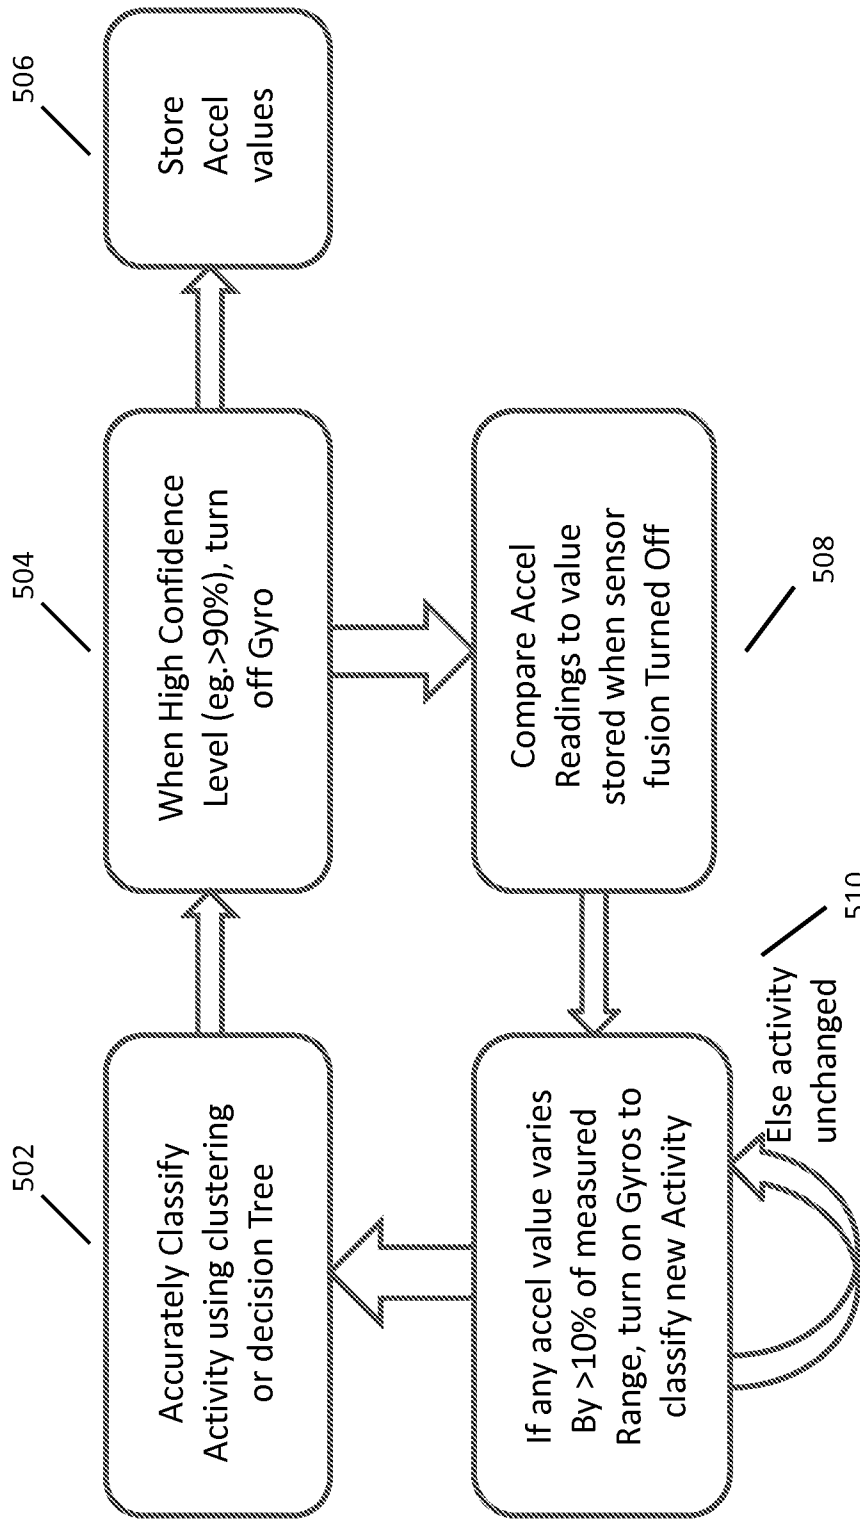 502
Accurately Classify
Activity using clustering
or decision Tree
504
When High Confidence
Level (eg.>90%), turn
off Gyro
506
Store
Accel
values
If any accel value varies
By >10% of measured
Range, turn on Gyros to
classify new Activity
Compare Accel
Readings to value
stored when sensor
fusion Turned Off
508
Else activity
unchanged
510